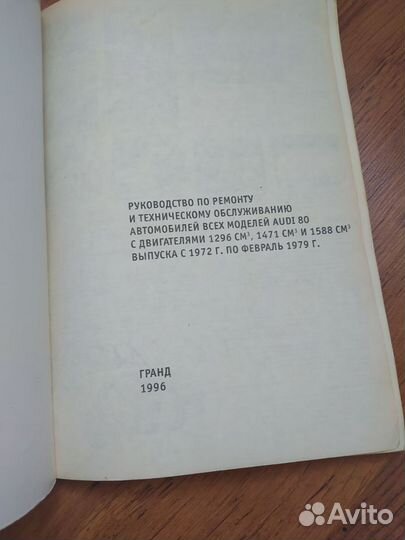 РУКОВОДСТВО ПО РЕМОНТУ
И ТЕХНИЧЕСКОМУ ОБСЛУЖИВАНИЮ
АВТОМОБИЛЕЙ ВСЕХ МОДЕЛЕЙ AUDI 80
С ДВИГАТЕЛЯМИ 1296 СМ³, 1471 СМ³ И 1588 СМ³
ВЫПУСКА С 1972 Г. ПО ФЕВРАЛЬ 1979 Г.
ГРАНД
1996
Avito